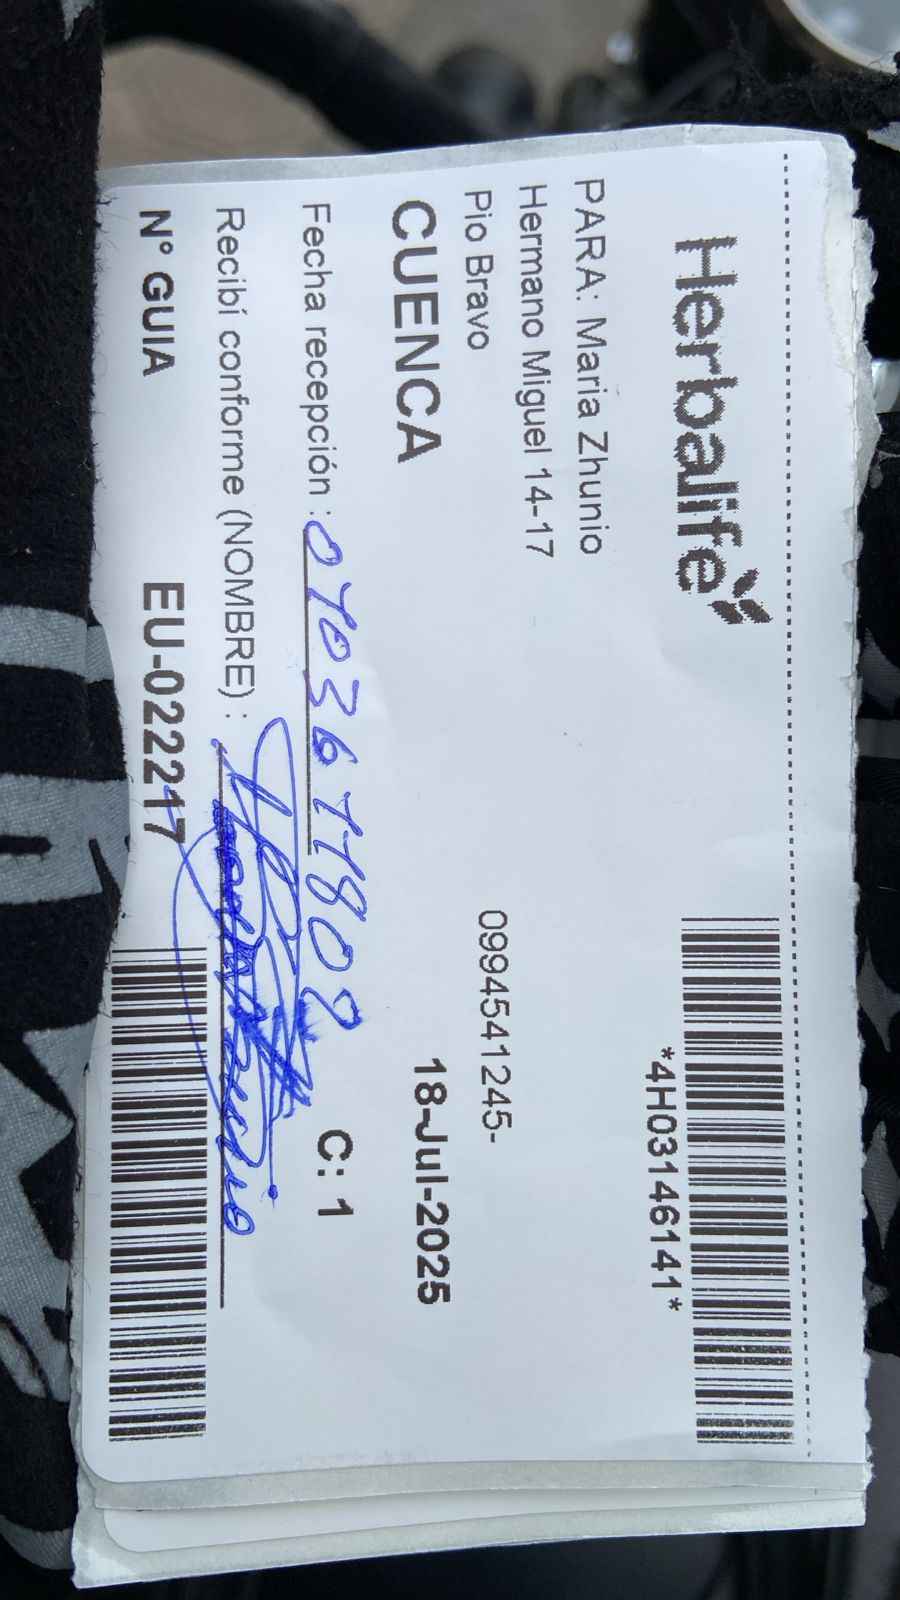 Herbalife
*4H03146141*
PARA: Maria Zhunio
Hermano Miguel 14-17
Pio Bravo
0994541245-
CUENCA
18-Jul-2025
Fecha recepción :
C: 1
Recibí conforme (NOMBRE) :
N° GUIA
EU-022217